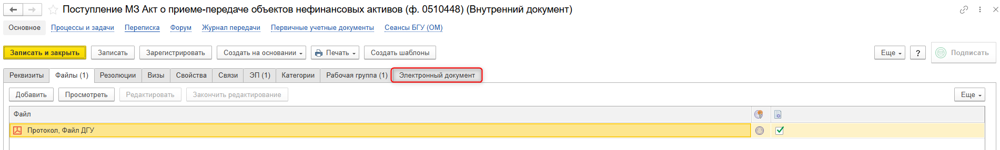 Поступление МЗ Акт о приеме-передаче объектов нефинансовых активов (ф. 0510448) (Внутренний документ)
Основное Процессы и задачи Переписка Форум Журнал передачи Первичные учетные документы Сеансы БГУ (ОМ)
Записать и закрыть Записать Зарегистрировать Создать на основании Печать Создать шаблоны Еще ? Подписать
Реквизиты Файлы (1) Резолюции Визы Свойства Связи ЭП (1) Категории Рабочая группа (1) Электронный документ
Добавить Просмотреть Редактировать Закончить редактирование Еще
Файл
Протокол, Файл ДГУ